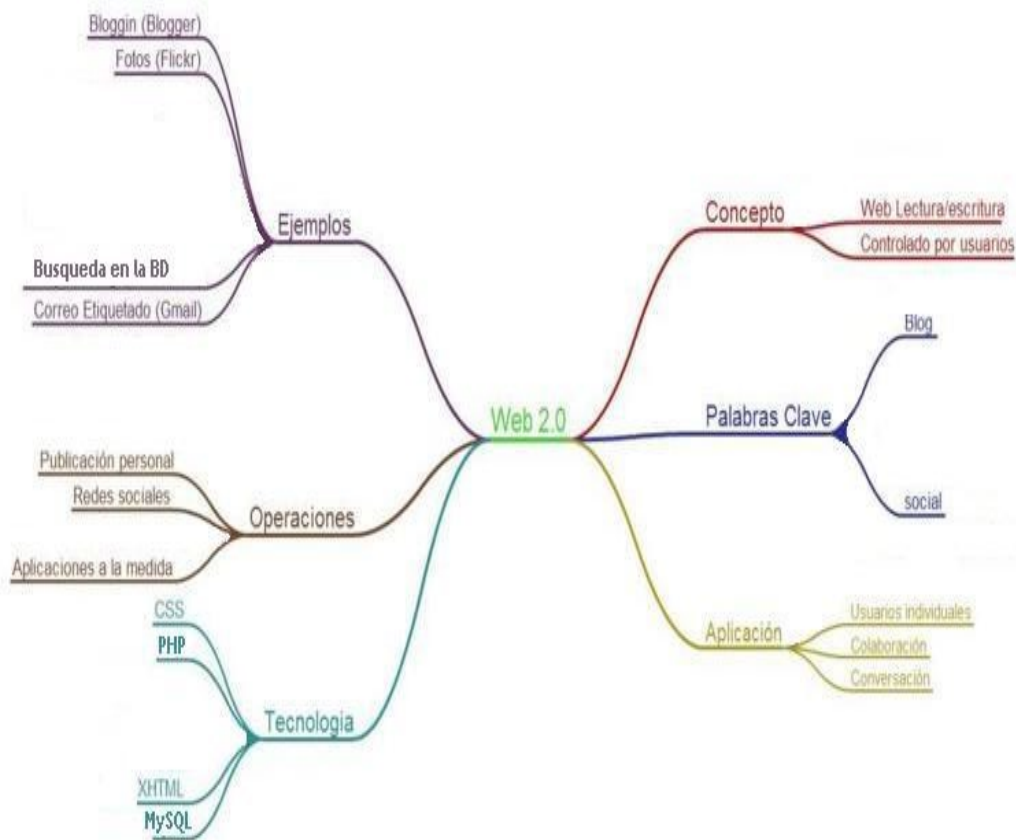 Bloggin (Blogger)
Fotos (Flickr)
Ejemplos
Busqueda en la BD
Correo Etiquetado (Gmail)
Concepto
Web Lectura/escritura
Controlado por usuarios
Blog
Web 2.0
Palabras Clave
social
Publicación personal
Redes sociales
Operaciones
Aplicaciones a la medida
CSS
PHP
Tecnologia
XHTML
MySQL
Aplicación
Usuarios individuales
Colaboración
Conversación